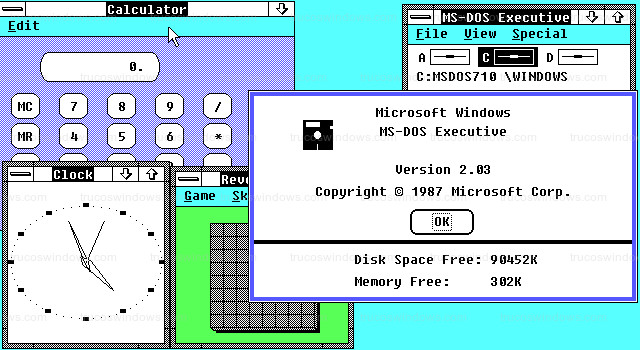 Calculator
Edit
0.
MC 7 8 9 /
MR 4 5 6 *
MS-DOS Executive
File View Special
A C D
C:MSDOS710 \WINDOWS
Microsoft Windows
MS-DOS Executive
Version 2.03
Copyright © 1987 Microsoft Corp.
OK
Disk Space Free: 90452K
Memory Free: 302K
Clock
Game
trucoswindows.com